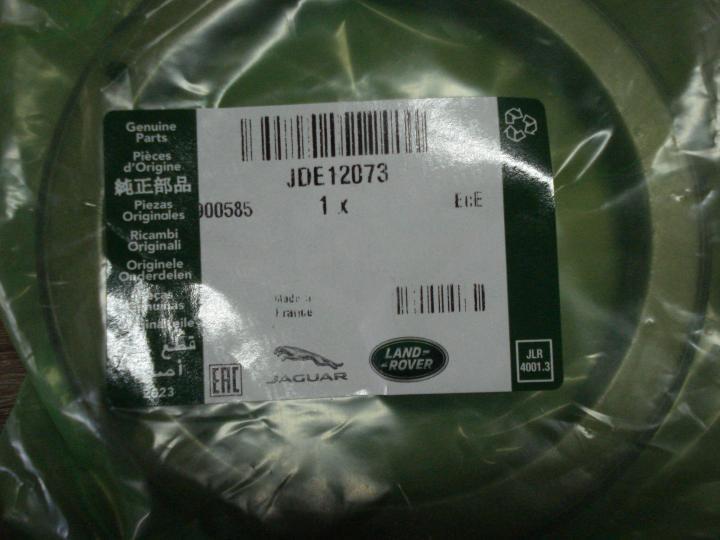 Genuine
Parts
Pièces
d'Origine
純正部品
Piezas
Originales
Ricambi
Originali
Originele
Onderdelen
قطع
2023
JDE12073
900585
1 x
Made in
France
EAC
JAGUAR
LAND-
-ROVER
JLR
4001.3